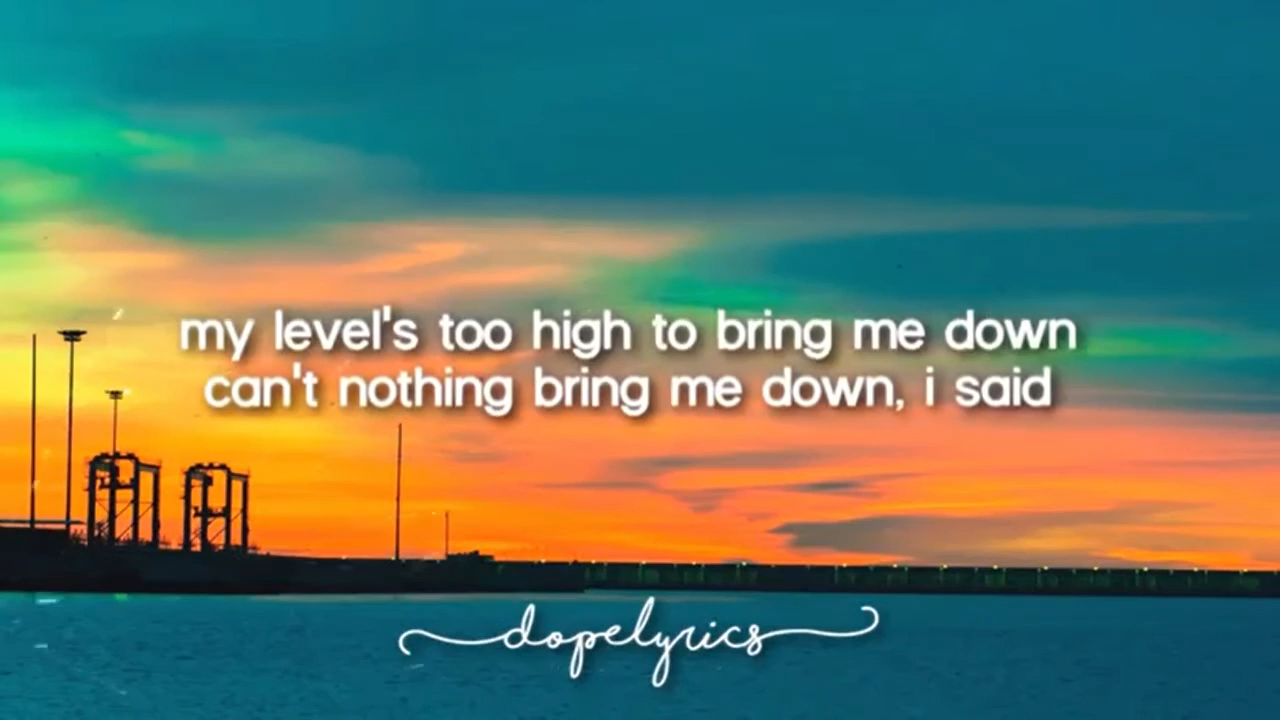 my level's too high to bring me down
can't nothing bring me down, i said
dopelyrics